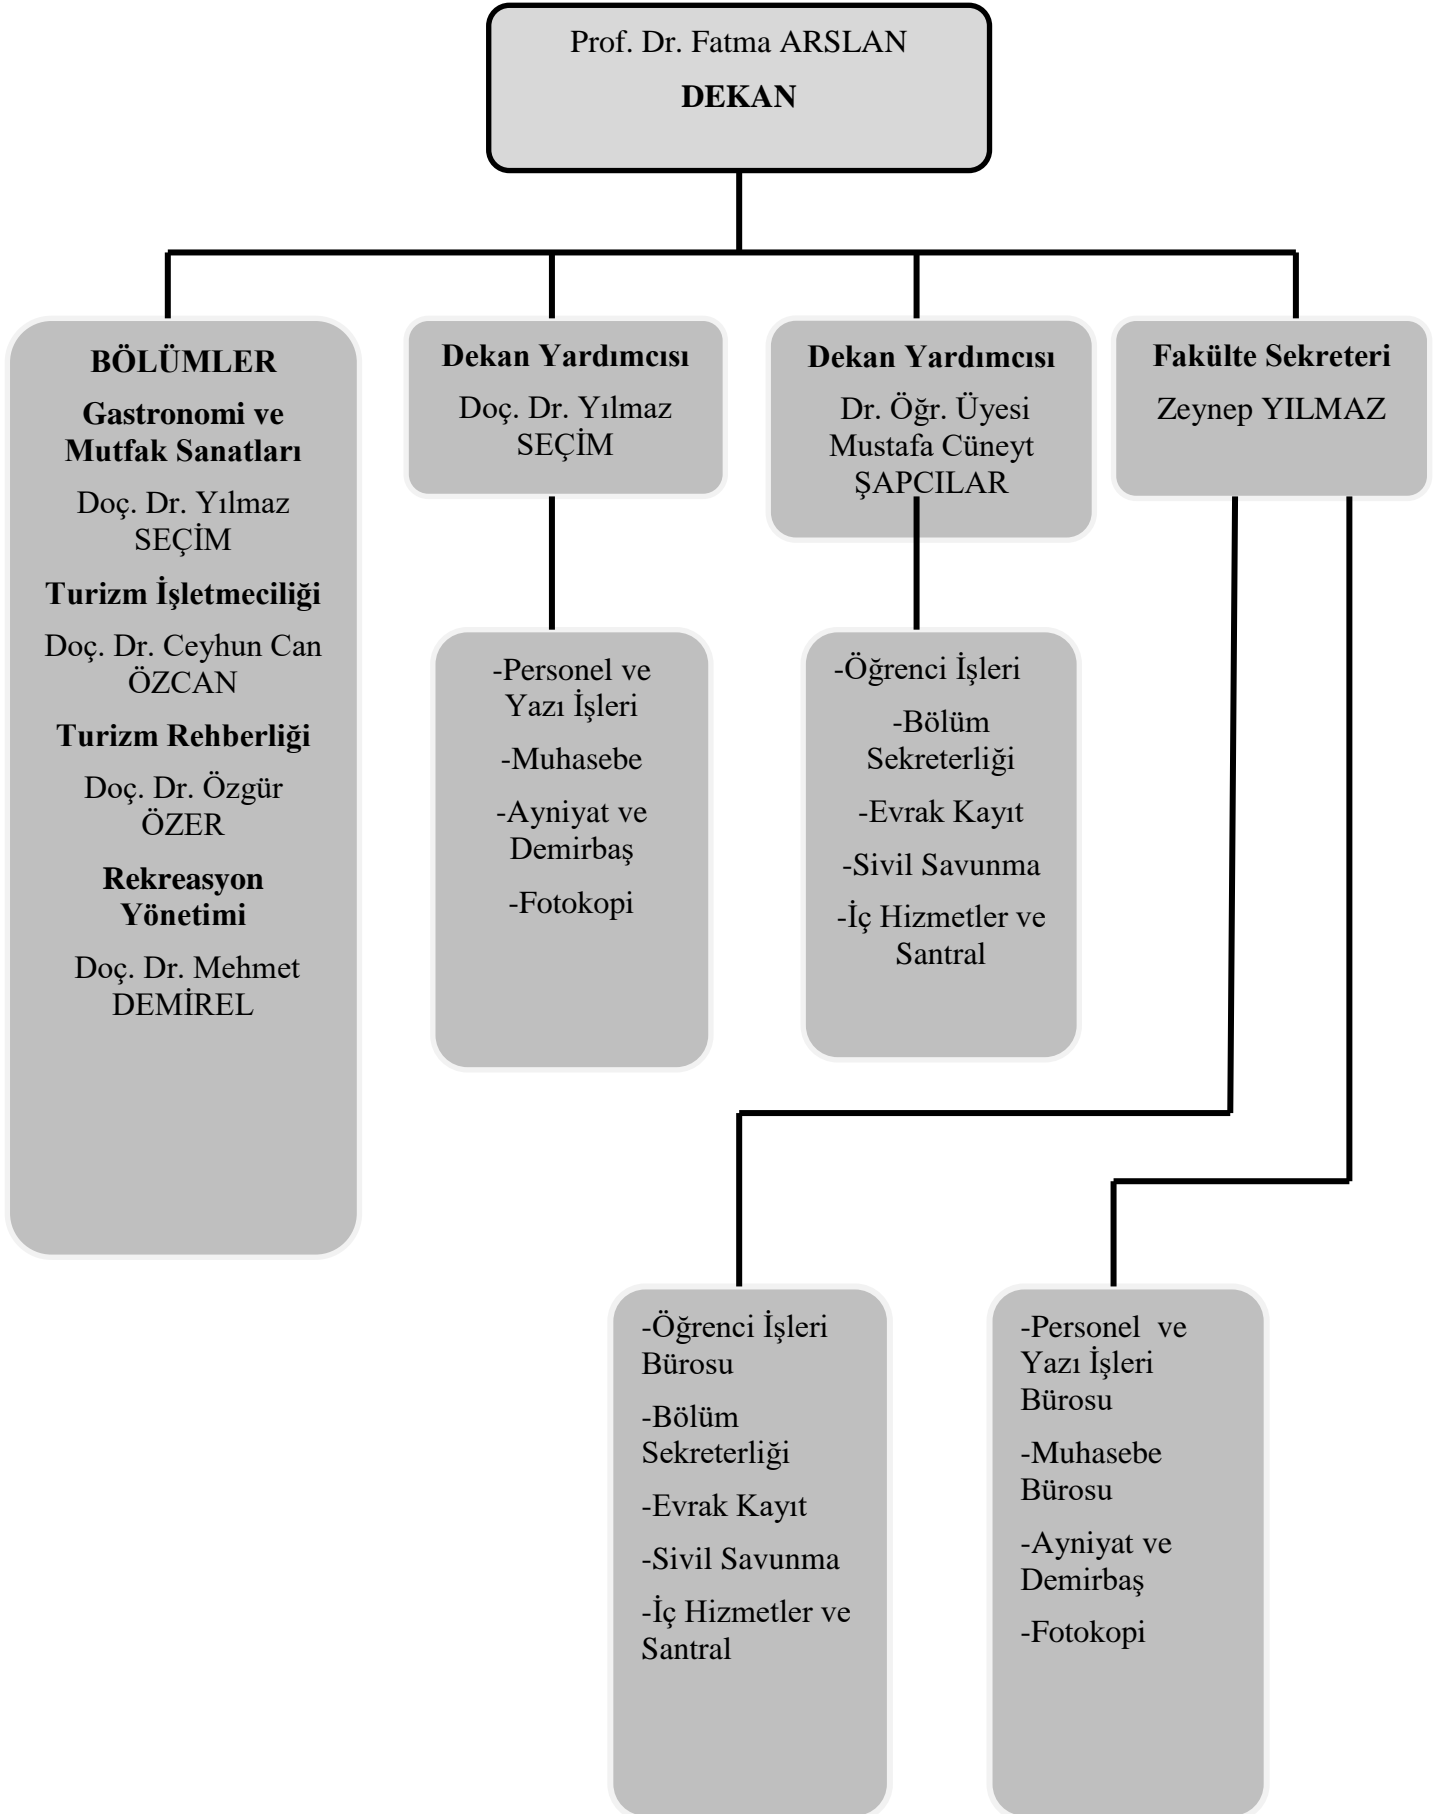 Prof. Dr. Fatma ARSLAN
DEKAN
BÖLÜMLER
Gastronomi ve
Mutfak Sanatları
Doç. Dr. Yılmaz
SEÇİM
Turizm İşletmeciliği
Doç. Dr. Ceyhun Can
ÖZCAN
Turizm Rehberliği
Doç. Dr. Özgür
ÖZER
Rekreasyon
Yönetimi
Doç. Dr. Mehmet
DEMİREL
Dekan Yardımcısı
Doç. Dr. Yılmaz
SEÇİM
Dekan Yardımcısı
Dr. Öğr. Üyesi
Mustafa Cüneyt
ŞAPCILAR
Fakülte Sekreteri
Zeynep YILMAZ
-Personel ve
Yazı İşleri
-Muhasebe
-Ayniyat ve
Demirbaş
-Fotokopi
-Öğrenci İşleri
-Bölüm
Sekreterliği
-Evrak Kayıt
-Sivil Savunma
-İç Hizmetler ve
Santral
-Öğrenci İşleri
Bürosu
-Bölüm
Sekreterliği
-Evrak Kayıt
-Sivil Savunma
-İç Hizmetler ve
Santral
-Personel  ve
Yazı İşleri
Bürosu
-Muhasebe
Bürosu
-Ayniyat ve
Demirbaş
-Fotokopi